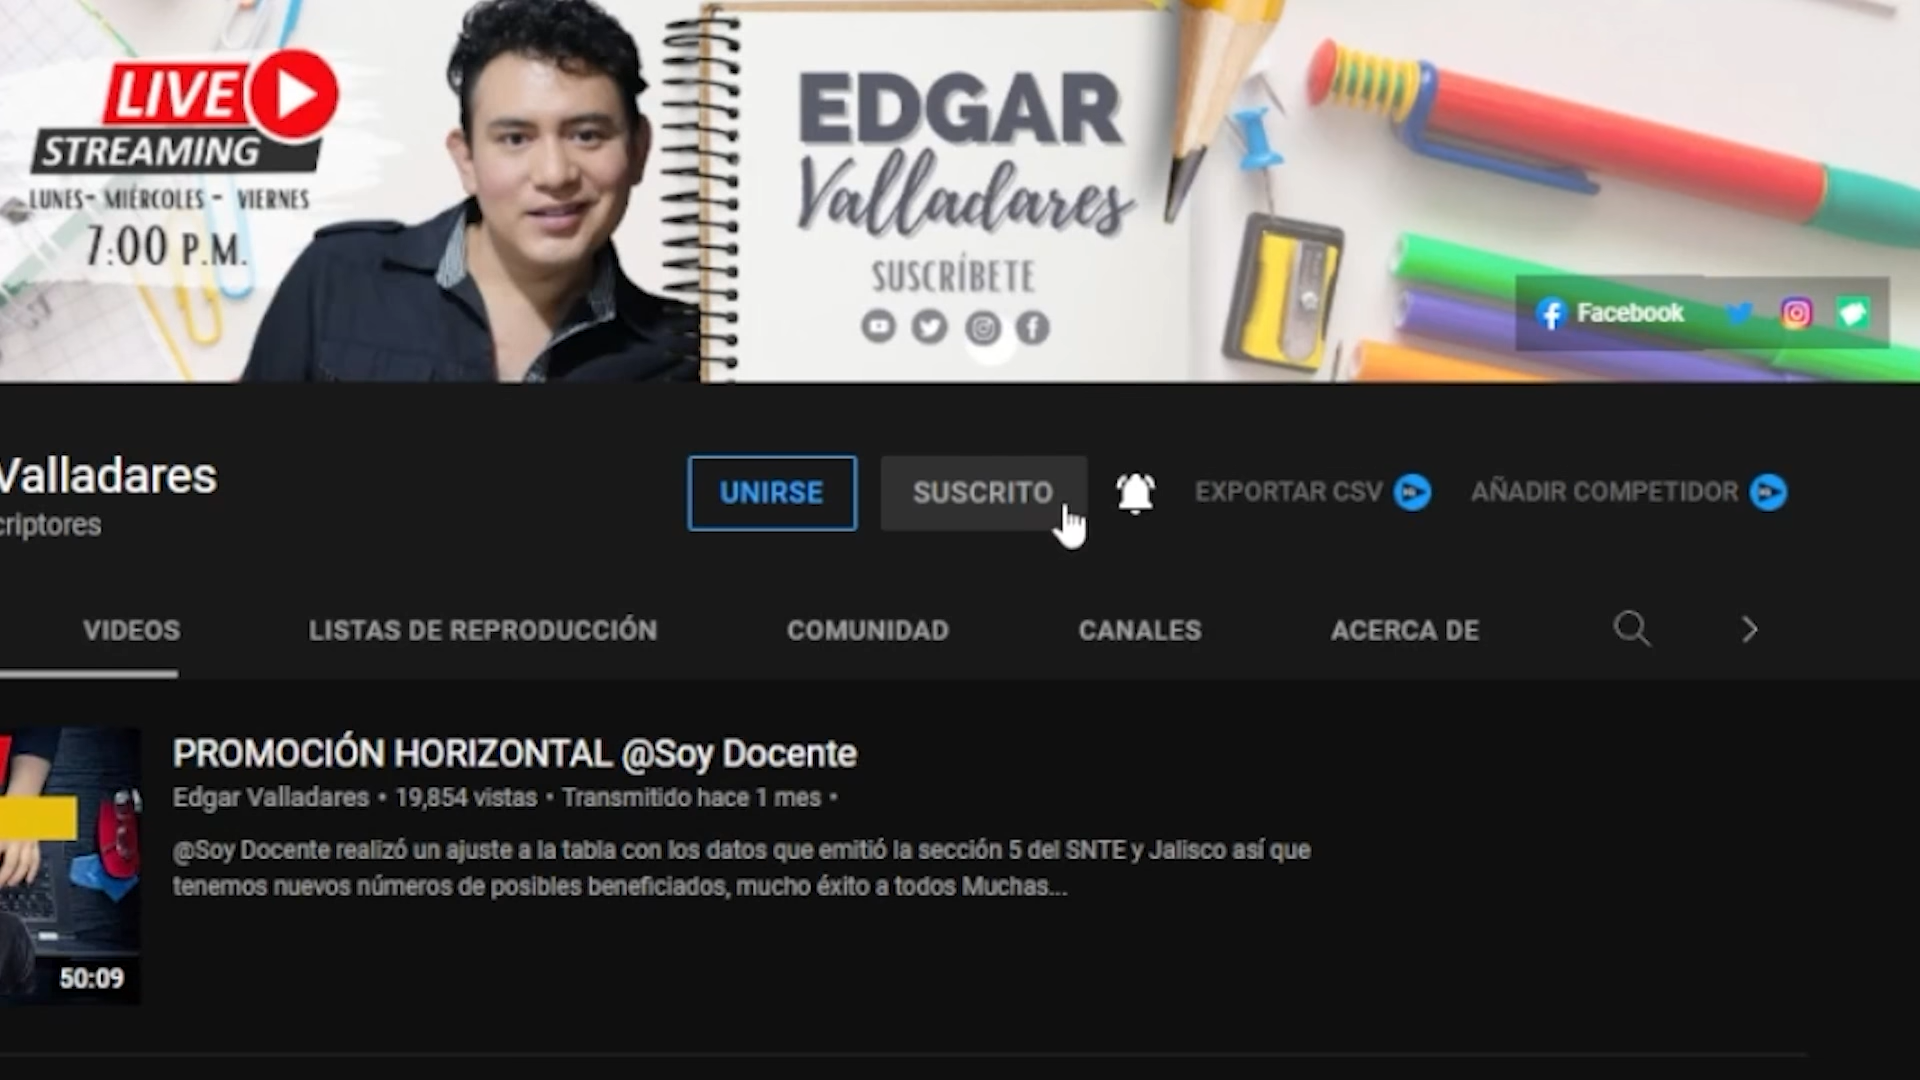 LIVE
STREAMING
LUNES- MIÉRCOLES - VIERNES
7:00 P.M.
EDGAR
Valladares
SUSCRÍBETE
Facebook
Valladares
criptores
UNIRSE
SUSCRITO
EXPORTAR CSV
AÑADIR COMPETIDOR
VIDEOS
LISTAS DE REPRODUCCIÓN
COMUNIDAD
CANALES
ACERCA DE
PROMOCIÓN HORIZONTAL @Soy Docente
Edgar Valladares • 19,854 vistas • Transmitido hace 1 mes •
@Soy Docente realizó un ajuste a la tabla con los datos que emitió la sección 5 del SNTE y Jalisco así que
tenemos nuevos números de posibles beneficiados, mucho éxito a todos Muchas...
50:09